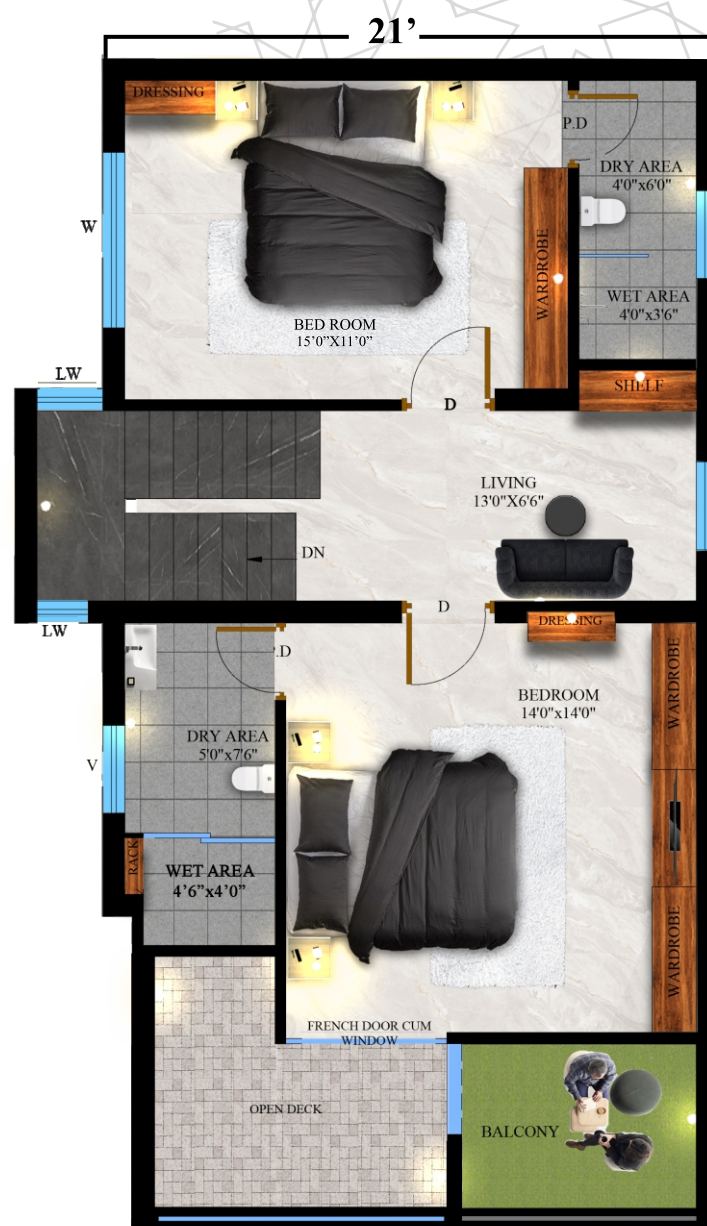 21’
DRESSING
P.D
DRY AREA
4'0"x6'0"
W
WARDROBE
WET AREA
4'0"x3'6"
BED ROOM
15’0”X11’0”
LW
SHELF
D
LIVING
13'0"X6'6"
DN
D
LW
DRESSING
.D
WARDROBE
BEDROOM
14'0"x14'0"
DRY AREA
5'0"x7'6"
V
RACK
WET AREA
4’6”x4’0”
WARDROBE
FRENCH DOOR CUM
WINDOW
OPEN DECK
BALCONY